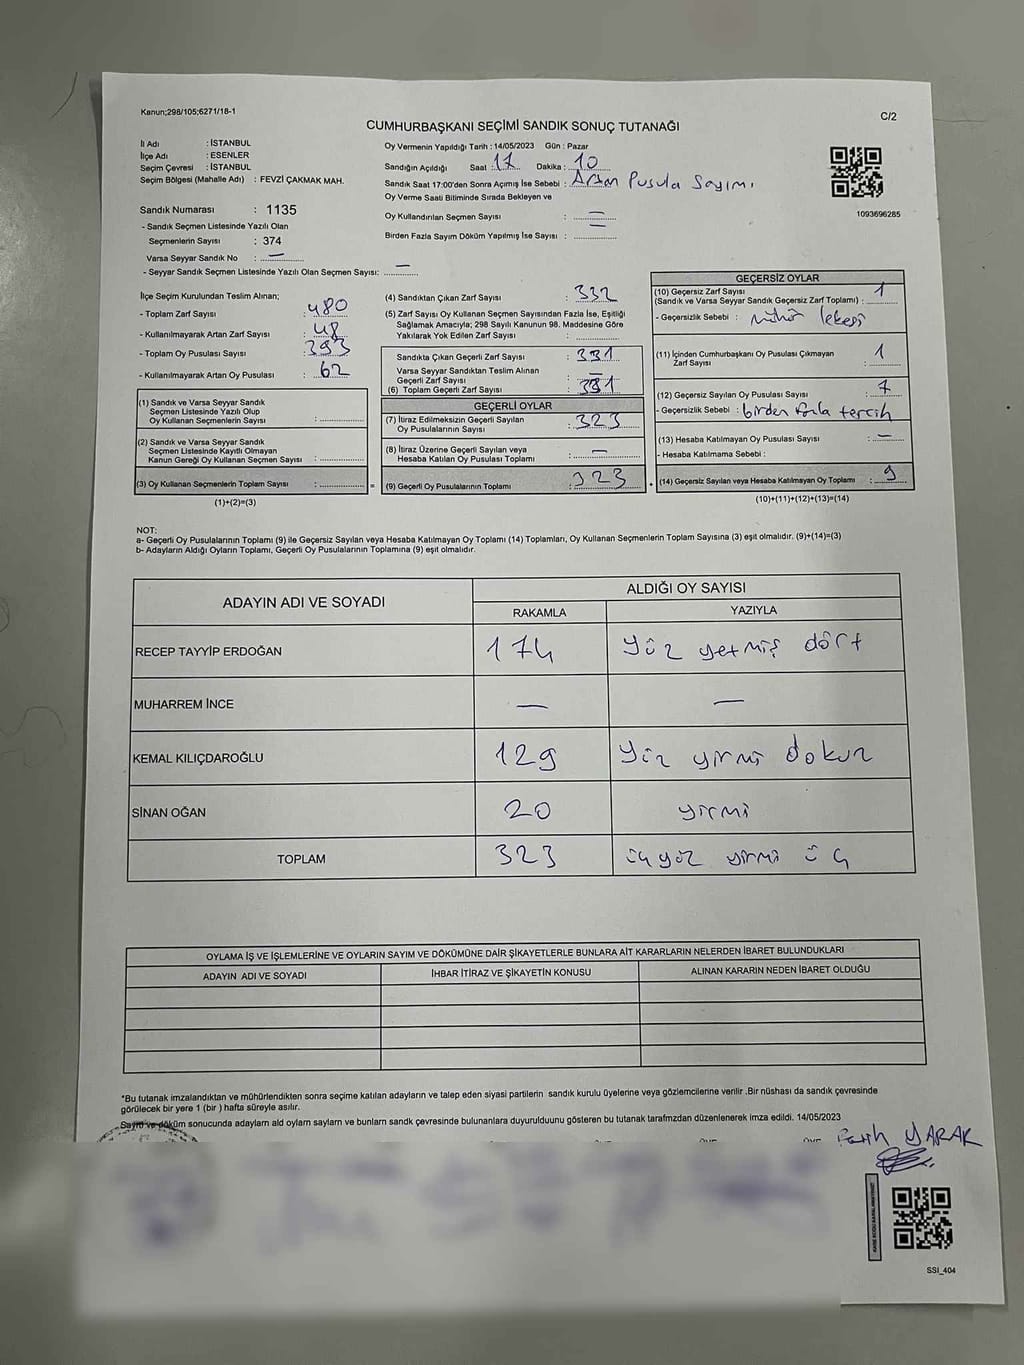 Kanun;298/105;6271/18-1
C/2
CUMHURBAŞKANI SEÇİMİ SANDIK SONUÇ TUTANAĞI
İl Adı : İSTANBUL
İlçe Adı : ESENLER
Seçim Çevresi : İSTANBUL
Seçim Bölgesi (Mahalle Adı) : FEVZİ ÇAKMAK MAH.
Sandık Numarası : 1135
- Sandık Seçmen Listesinde Yazılı Olan
Seçmenlerin Sayısı : 374
Varsa Seyyar Sandık No : —
- Seyyar Sandık Seçmen Listesinde Yazılı Olan Seçmen Sayısı: —
Oy Vermenin Yapıldığı Tarih : 14/05/2023 Gün : Pazar
Sandığın Açıldığı Saat : 17 Dakika : 10
Sandık Saat 17:00'den Sonra Açımış İse Sebebi : Artan Pusula Sayımı
Oy Verme Saati Bitiminde Sırada Bekleyen ve
Oy Kullandırılan Seçmen Sayısı : —
Birden Fazla Sayım Döküm Yapılmış İse Sayısı : —
1093696285
İlçe Seçim Kurulundan Teslim Alınan;
- Toplam Zarf Sayısı : 480
- Kullanılmayarak Artan Zarf Sayısı : 48
- Toplam Oy Pusulası Sayısı : 393
- Kullanılmayarak Artan Oy Pusulası : 62
(1) Sandık ve Varsa Seyyar Sandık
Seçmen Listesinde Yazılı Olup
Oy Kullanan Seçmenlerin Sayısı :
(2) Sandık ve Varsa Seyyar Sandık
Seçmen Listesinde Kayıtlı Olmayan
Kanun Gereği Oy Kullanan Seçmen Sayısı :
(3) Oy Kullanan Seçmenlerin Toplam Sayısı :
(1)+(2)=(3)
(4) Sandıktan Çıkan Zarf Sayısı : 332
(5) Zarf Sayısı Oy Kullanan Seçmen Sayısından Fazla İse, Eşitliği
Sağlamak Amacıyla; 298 Sayılı Kanunun 98. Maddesine Göre
Yakılarak Yok Edilen Zarf Sayısı :
Sandıkta Çıkan Geçerli Zarf Sayısı : 331
Varsa Seyyar Sandıktan Teslim Alınan
Geçerli Zarf Sayısı : —
(6) Toplam Geçerli Zarf Sayısı : 331
GEÇERLİ OYLAR
(7) İtiraz Edilmeksizin Geçerli Sayılan
Oy Pusulalarının Sayısı : 323
(8) İtiraz Üzerine Geçerli Sayılan veya
Hesaba Katılan Oy Pusulası Toplamı : —
= (9) Geçerli Oy Pusulalarının Toplamı : 323
GEÇERSİZ OYLAR
(10) Geçersiz Zarf Sayısı
(Sandık ve Varsa Seyyar Sandık Geçersiz Zarf Toplamı) : 1
- Geçersizlik Sebebi : mühür lekesi
(11) İçinden Cumhurbaşkanı Oy Pusulası Çıkmayan
Zarf Sayısı : 1
(12) Geçersiz Sayılan Oy Pusulası Sayısı : 7
- Geçersizlik Sebebi : birden fazla tercih
(13) Hesaba Katılmayan Oy Pusulası Sayısı : —
- Hesaba Katılmama Sebebi :
+ (14) Geçersiz Sayılan veya Hesaba Katılmayan Oy Toplamı : 9
(10)+(11)+(12)+(13)=(14)
NOT:
a- Geçerli Oy Pusulalarının Toplamı (9) ile Geçersiz Sayılan veya Hesaba Katılmayan Oy Toplamı (14) Toplamları, Oy Kullanan Seçmenlerin Toplam Sayısına (3) eşit olmalıdır. (9)+(14)=(3)
b- Adayların Aldığı Oyların Toplamı, Geçerli Oy Pusulalarının Toplamına (9) eşit olmalıdır.
ADAYIN ADI VE SOYADI
ALDIĞI OY SAYISI
RAKAMLA YAZIYLA
RECEP TAYYİP ERDOĞAN 174 Yüz yetmiş dört
MUHARREM İNCE — —
KEMAL KILIÇDAROĞLU 129 Yüz yirmi dokuz
SİNAN OĞAN 20 yirmi
TOPLAM 323 üçyüz yirmi üç
OYLAMA İŞ VE İŞLEMLERİNE VE OYLARIN SAYIM VE DÖKÜMÜNE DAİR ŞİKAYETLERLE BUNLARA AİT KARARLARIN NELERDEN İBARET BULUNDUKLARI
ADAYIN ADI VE SOYADI İHBAR İTİRAZ VE ŞİKAYETİN KONUSU ALINAN KARARIN NEDEN İBARET OLDUĞU
*Bu tutanak imzalandıktan ve mühürlendikten sonra seçime katılan adayların ve talep eden siyasi partilerin sandık kurulu üyelerine veya gözlemcilerine verilir .Bir nüshası da sandık çevresinde
görülecek bir yere 1 (bir ) hafta süreyle asılır.
Sayım ve döküm sonucunda adayların ald oyların sayların ve bunların sandk çevresinde bulunanlara duyurulduunu gösteren bu tutanak tarafmzdan düzenlenerek imza edildi. 14/05/2023
Fatih YARAR
SSI_404